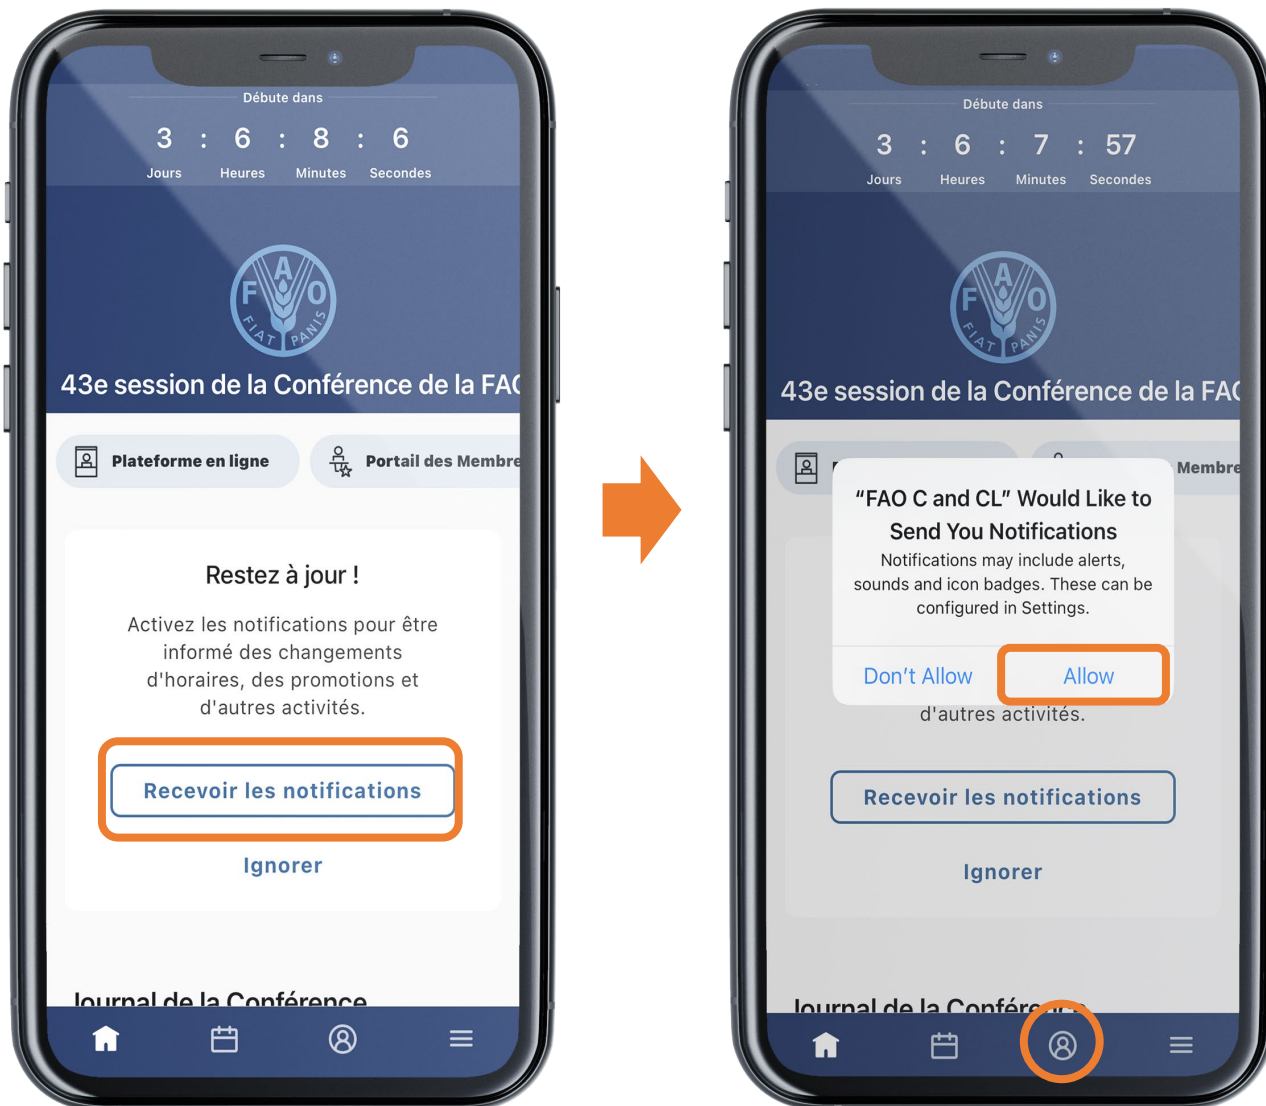 Débute dans
3 : 6 : 8 : 6
Jours Heures Minutes Secondes
F A O
FIAT PANIS
43e session de la Conférence de la FAO
Plateforme en ligne
Portail des Membre
Restez à jour !
Activez les notifications pour être
informé des changements
d'horaires, des promotions et
d'autres activités.
Recevoir les notifications
Ignorer
Journal de la Conférence
Débute dans
3 : 6 : 7 : 57
Jours Heures Minutes Secondes
F A O
FIAT PANIS
43e session de la Conférence de la FAO
Membre
“FAO C and CL” Would Like to
Send You Notifications
Notifications may include alerts,
sounds and icon badges. These can be
configured in Settings.
Don’t Allow
Allow
d'autres activités.
Recevoir les notifications
Ignorer
Journal de la Conférence